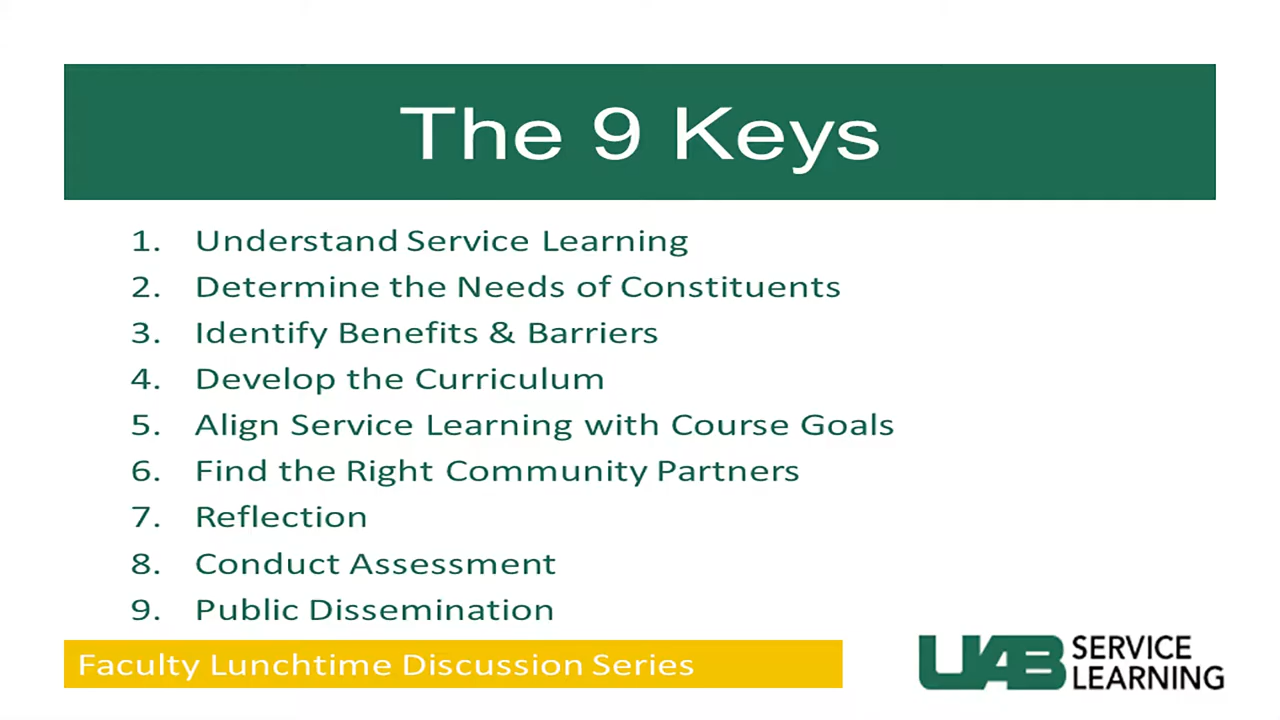 The 9 Keys
1. Understand Service Learning
2. Determine the Needs of Constituents
3. Identify Benefits & Barriers
4. Develop the Curriculum
5. Align Service Learning with Course Goals
6. Find the Right Community Partners
7. Reflection
8. Conduct Assessment
9. Public Dissemination
Faculty Lunchtime Discussion Series
UAB SERVICE
LEARNING